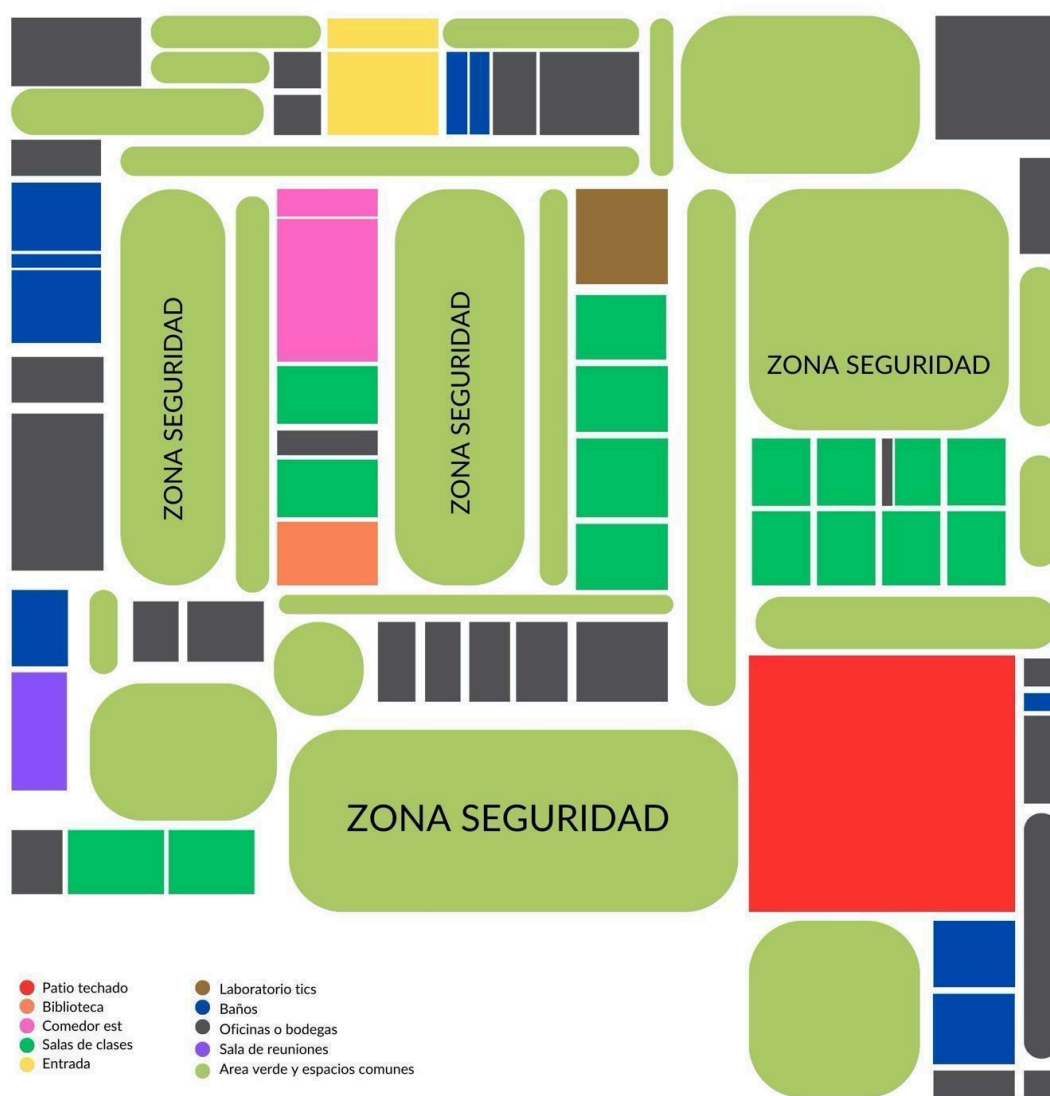 ZONA SEGURIDAD
ZONA SEGURIDAD
ZONA SEGURIDAD
ZONA SEGURIDAD
Patio techado
Biblioteca
Comedor est
Salas de clases
Entrada
Laboratorio tics
Baños
Oficinas o bodegas
Sala de reuniones
Area verde y espacios comunes